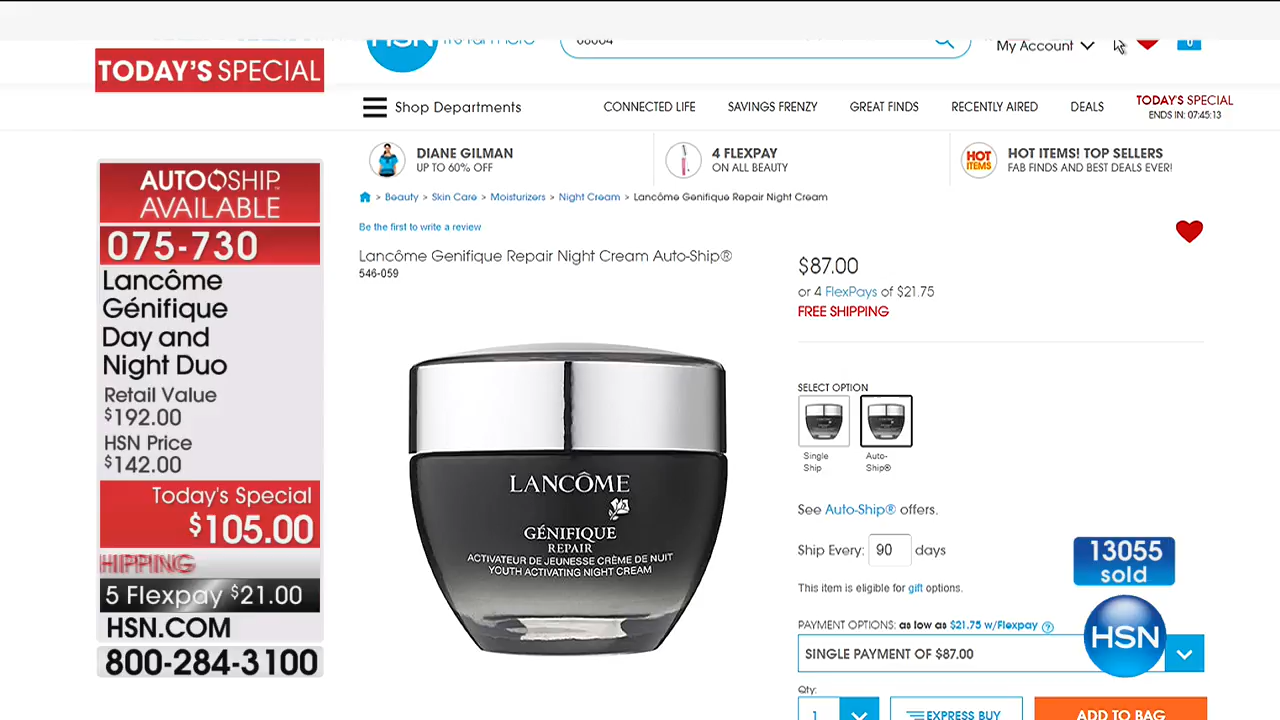 TODAY'S SPECIAL
AUTOSHIP
AVAILABLE
075-730
Lancôme
Génifique
Day and
Night Duo
Retail Value
$192.00
HSN Price
$142.00
Today's Special
$105.00
HIPPING
5 Flexpay $21.00
HSN.COM
800-284-3100
HSN
My Account
Shop Departments
CONNECTED LIFE
SAVINGS FRENZY
GREAT FINDS
RECENTLY AIRED
DEALS
TODAY'S SPECIAL
ENDS IN: 07:45:13
DIANE GILMAN
UP TO 60% OFF
4 FLEXPAY
ON ALL BEAUTY
HOT
ITEMS
HOT ITEMS! TOP SELLERS
FAB FINDS AND BEST DEALS EVER!
> Beauty > Skin Care > Moisturizers > Night Cream > Lancôme Genifique Repair Night Cream
Be the first to write a review
Lancôme Genifique Repair Night Cream Auto-Ship®
546-059
LANCÔME
GÉNIFIQUE
REPAIR
ACTIVATEUR DE JEUNESSE CRÈME DE NUIT
YOUTH ACTIVATING NIGHT CREAM
$87.00
or 4 FlexPays of $21.75
FREE SHIPPING
SELECT OPTION
Single
Ship
Auto-
Ship®
See Auto-Ship® offers.
Ship Every: 90 days
This item is eligible for gift options.
PAYMENT OPTIONS: as low as $21.75 w/Flexpay ?
SINGLE PAYMENT OF $87.00
Qty:
1
EXPRESS BUY
ADD TO BAG
13055
sold
HSN